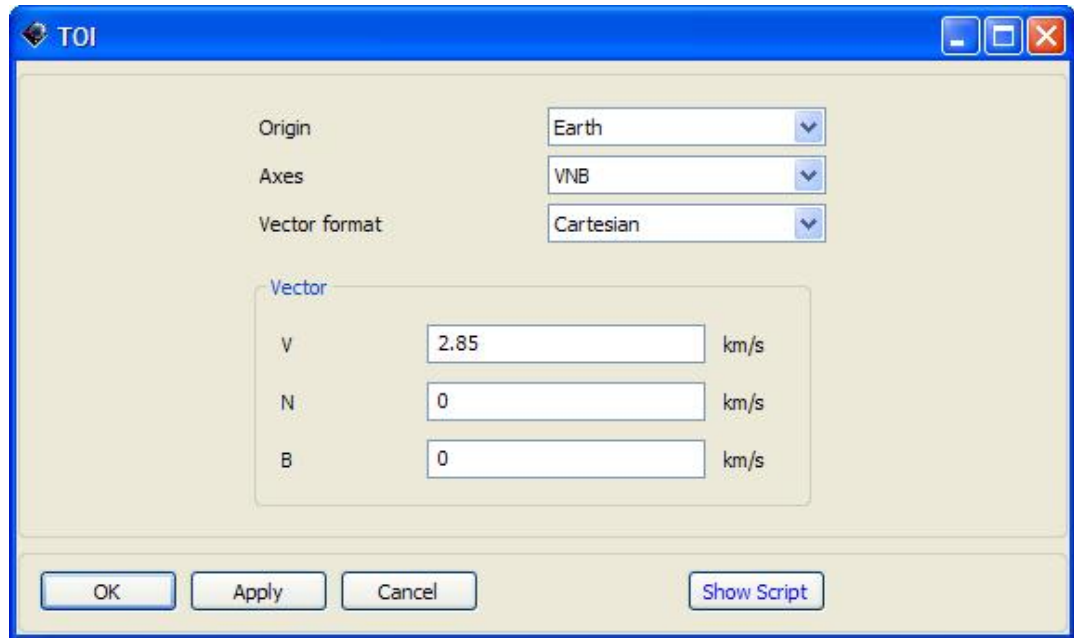 TOI
Origin Earth
Axes VNB
Vector format Cartesian
Vector
V 2.85 km/s
N 0 km/s
B 0 km/s
OK Apply Cancel Show Script